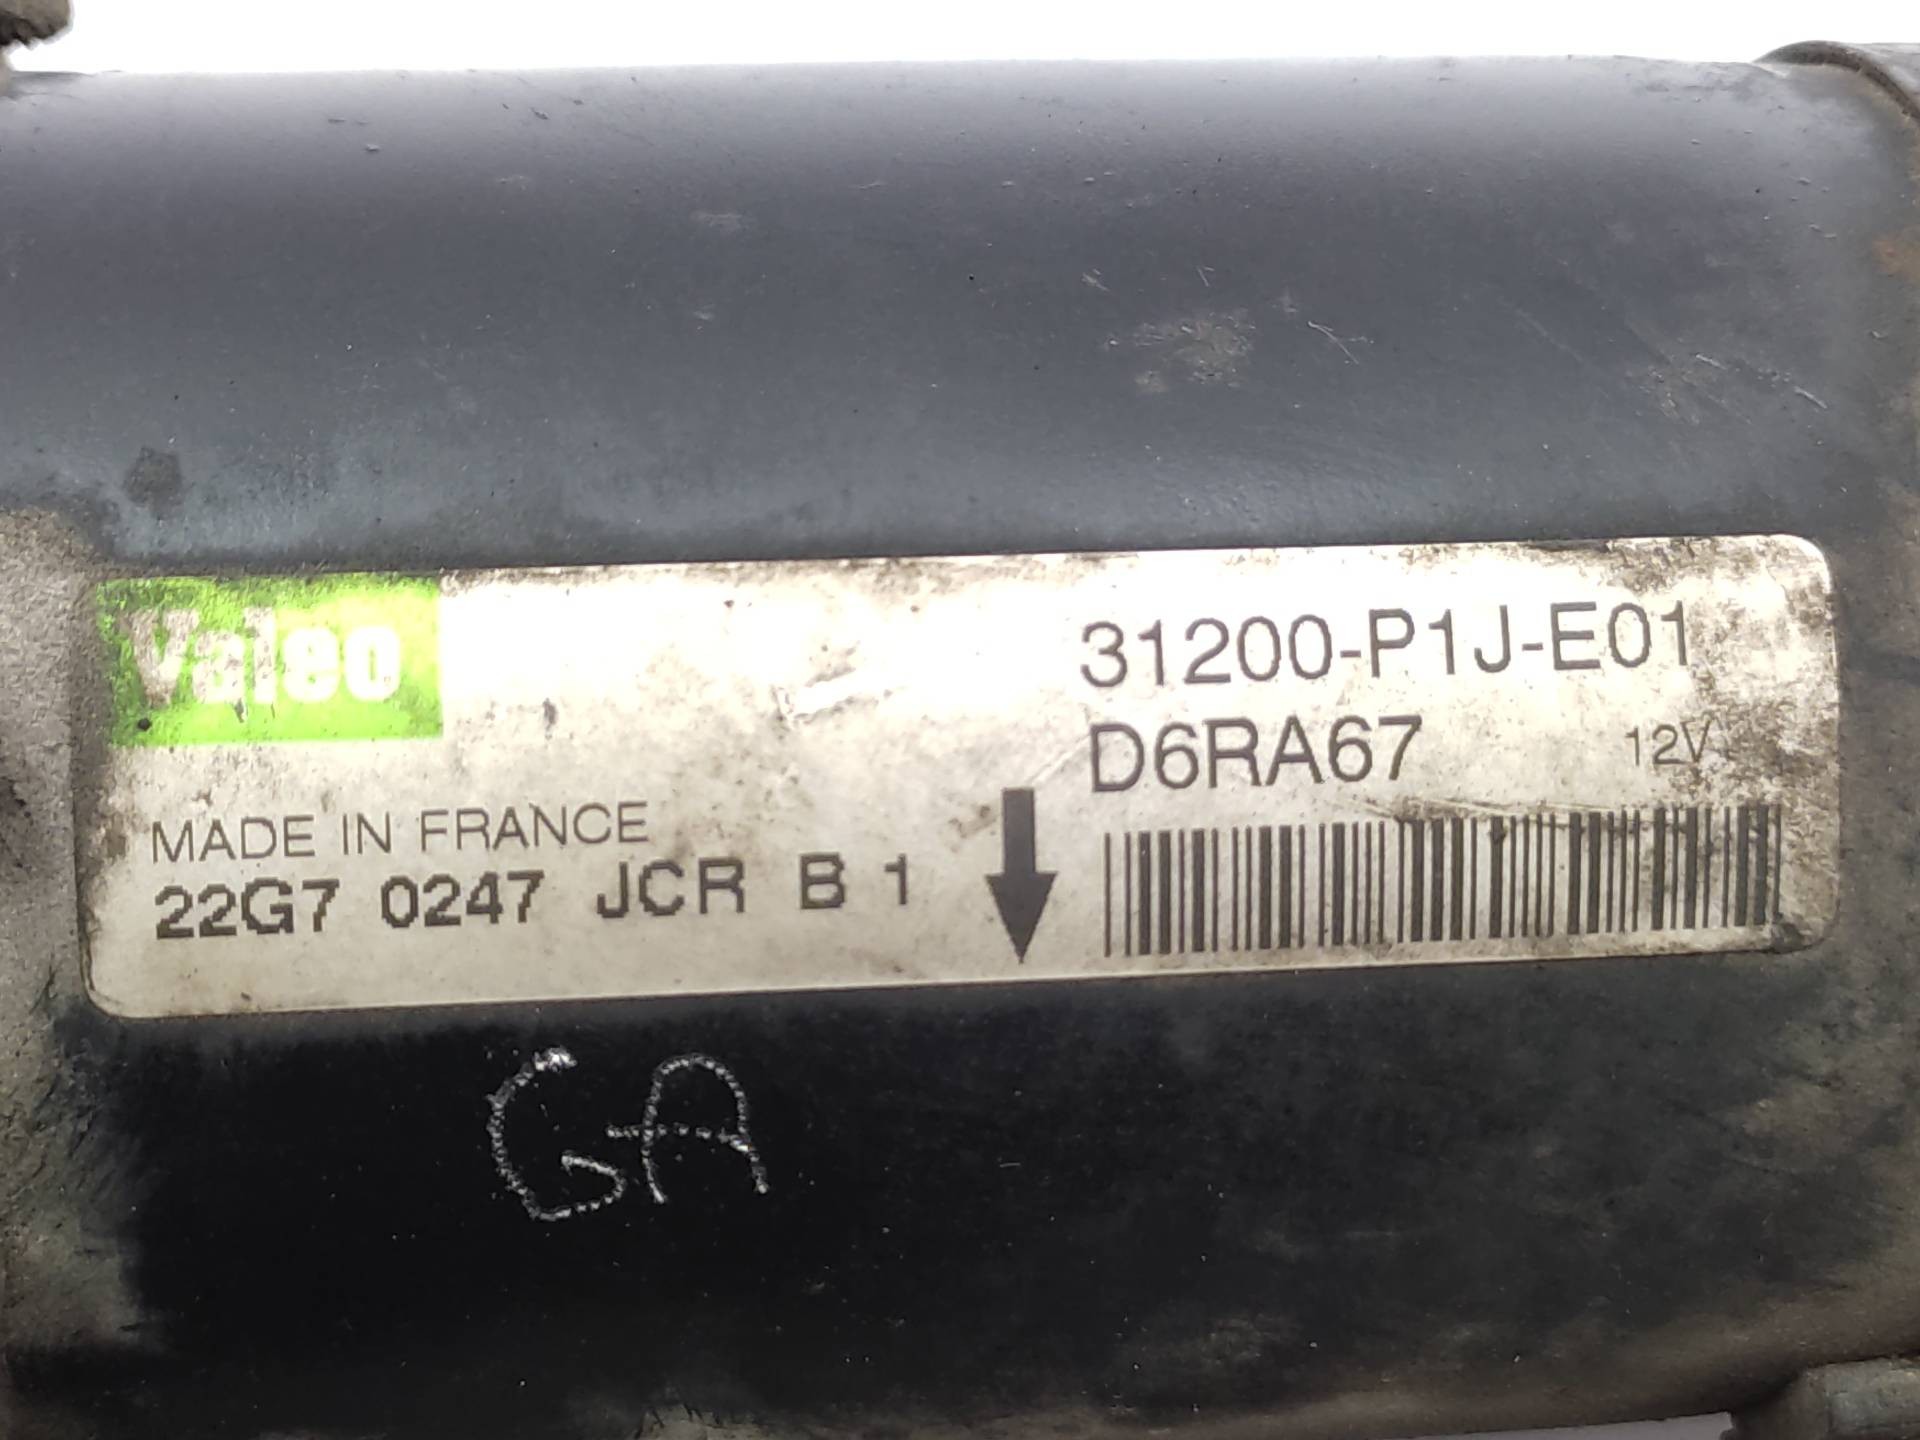 Valeo
31200-P1J-E01
D6RA67 12V
MADE IN FRANCE
22G7 0247 JCR B 1
GA